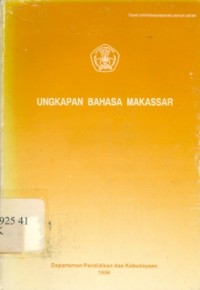 UNGKAPAN BAHASA MAKASSAR
925 41
K
Departemen Pendidikan dan Kebudayaan